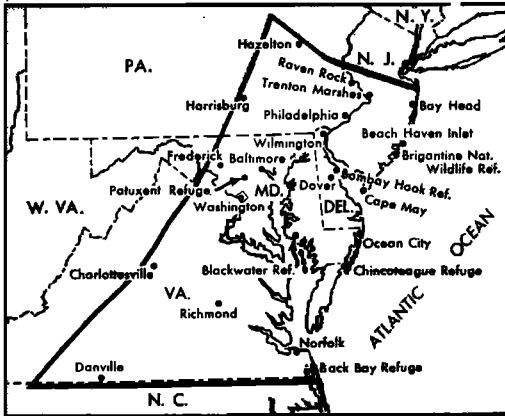 N. Y.
Hazelton
N. J.
PA.
Raven Rock
Trenton Marshes
Harrisburg
Bay Head
Philadelphia
Beach Haven Inlet
Wilmington
Brigantine Nat.
Wildlife Ref.
Frederick
Baltimore
Bombay Hook Ref.
Patuxent Refuge
MD.
Dover
Cape May
W. VA.
Washington
DEL.
Ocean City
ATLANTIC OCEAN
Charlottesville
Blackwater Ref.
Chincoteague Refuge
VA.
Richmond
Norfolk
Danville
Back Bay Refuge
N. C.